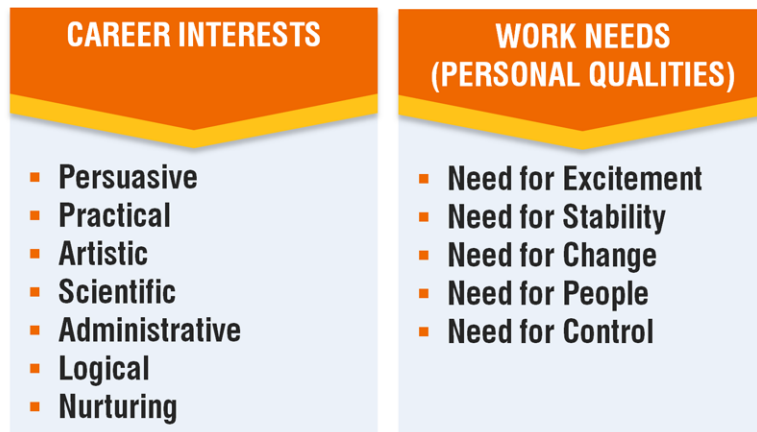 CAREER INTERESTS
Persuasive
Practical
Artistic
Scientific
Administrative
Logical
Nurturing
WORK NEEDS
(PERSONAL QUALITIES)
Need for Excitement
Need for Stability
Need for Change
Need for People
Need for Control